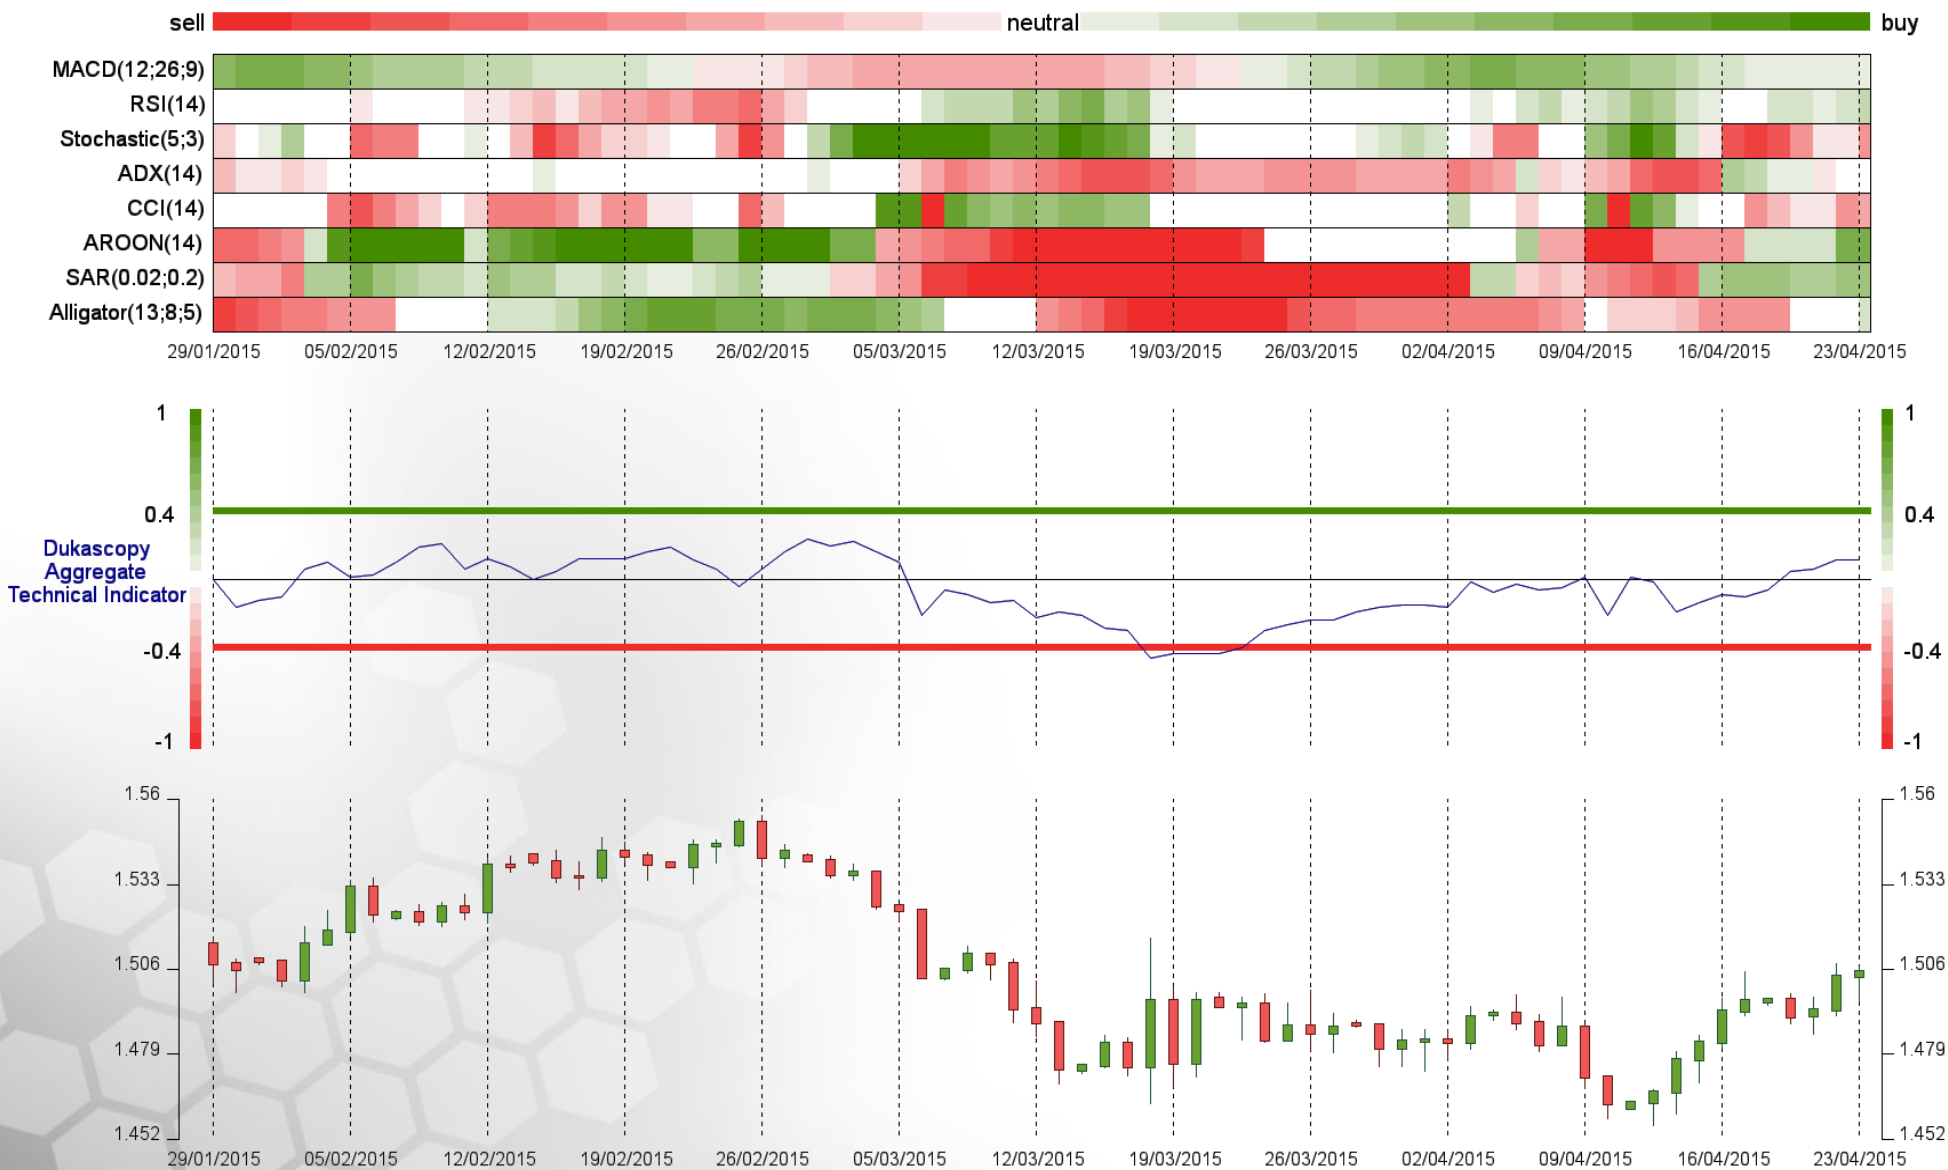 sell neutral buy
MACD(12;26;9)
RSI(14)
Stochastic(5;3)
ADX(14)
CCI(14)
AROON(14)
SAR(0.02;0.2)
Alligator(13;8;5)
29/01/2015 05/02/2015 12/02/2015 19/02/2015 26/02/2015 05/03/2015 12/03/2015 19/03/2015 26/03/2015 02/04/2015 09/04/2015 16/04/2015 23/04/2015
1 1
0.4 0.4
Dukascopy
Aggregate
Technical Indicator
-0.4 -0.4
-1 -1
1.56 1.56
1.533 1.533
1.506 1.506
1.479 1.479
1.452 1.452
29/01/2015 05/02/2015 12/02/2015 19/02/2015 26/02/2015 05/03/2015 12/03/2015 19/03/2015 26/03/2015 02/04/2015 09/04/2015 16/04/2015 23/04/2015